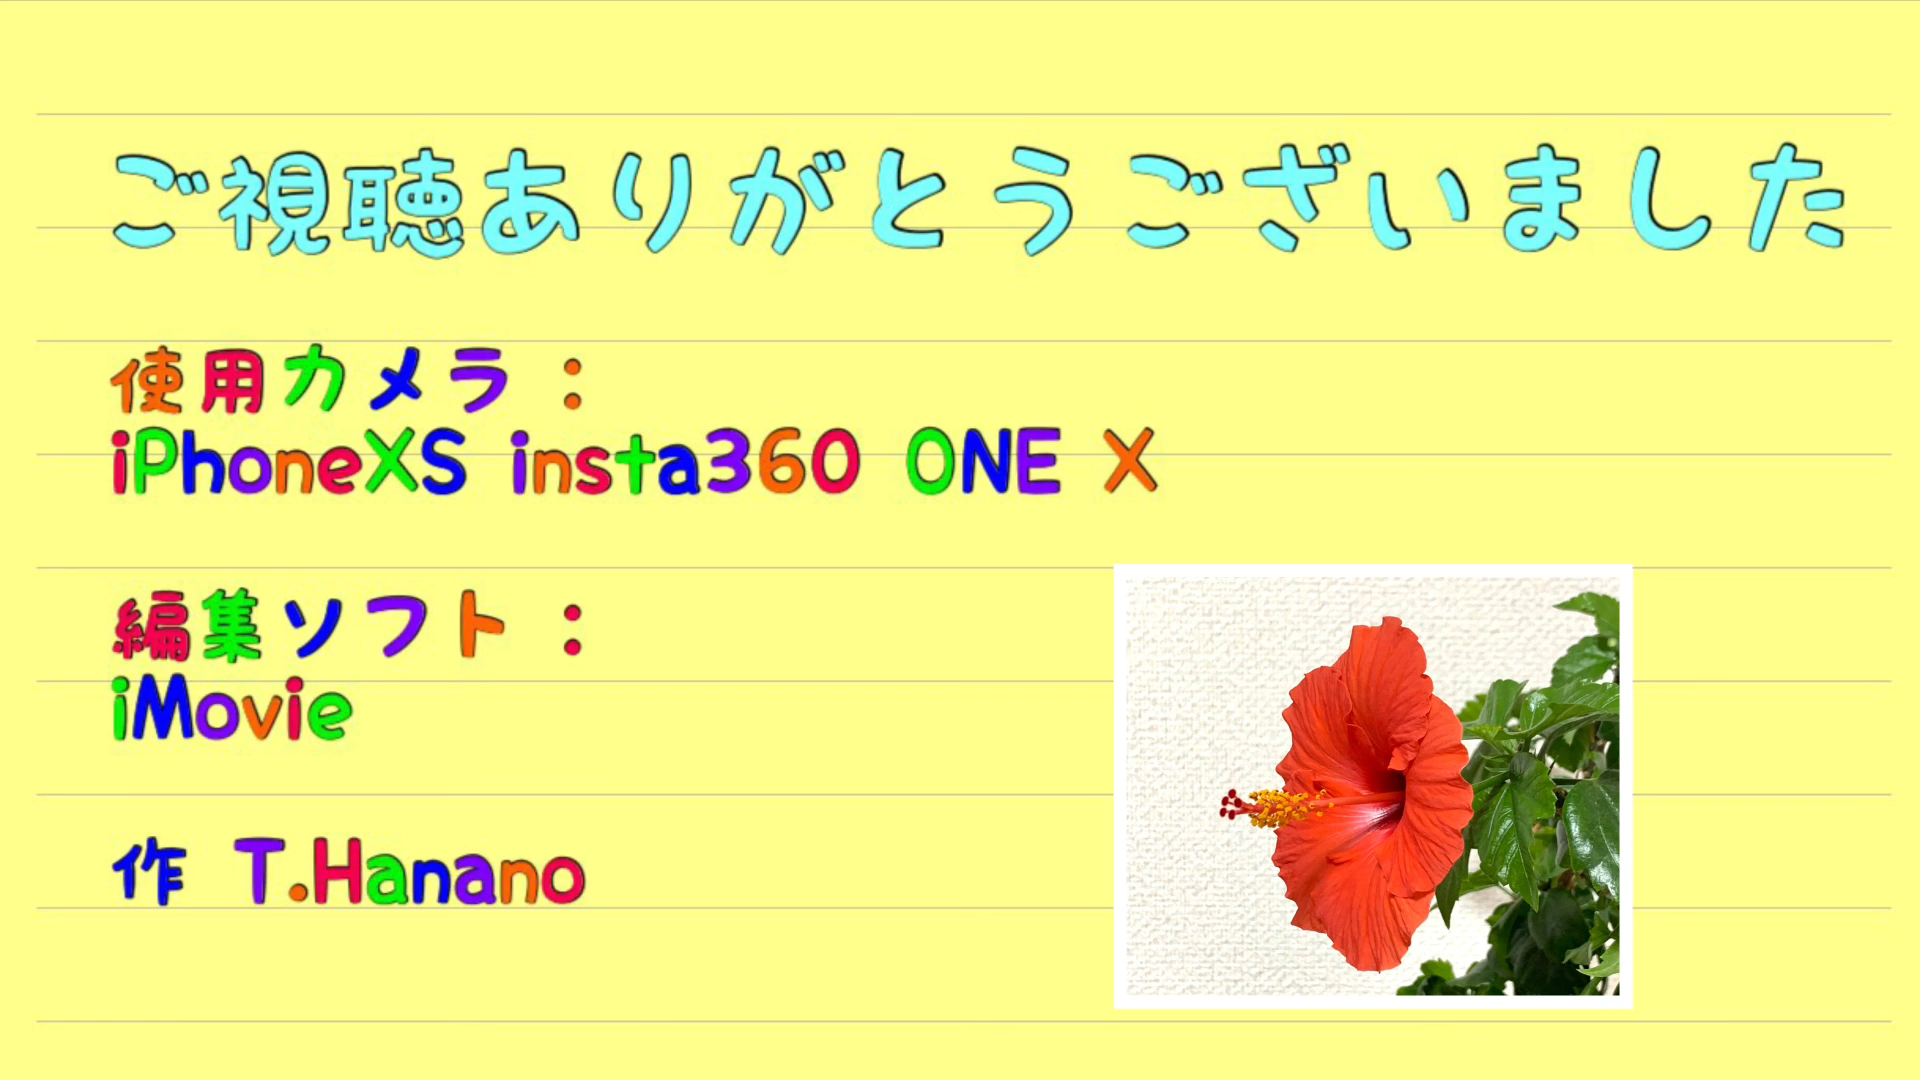 ご視聴ありがとうございました
使用カメラ：
iPhoneXS insta360 ONE X
編集ソフト：
iMovie
作 T.Hanano